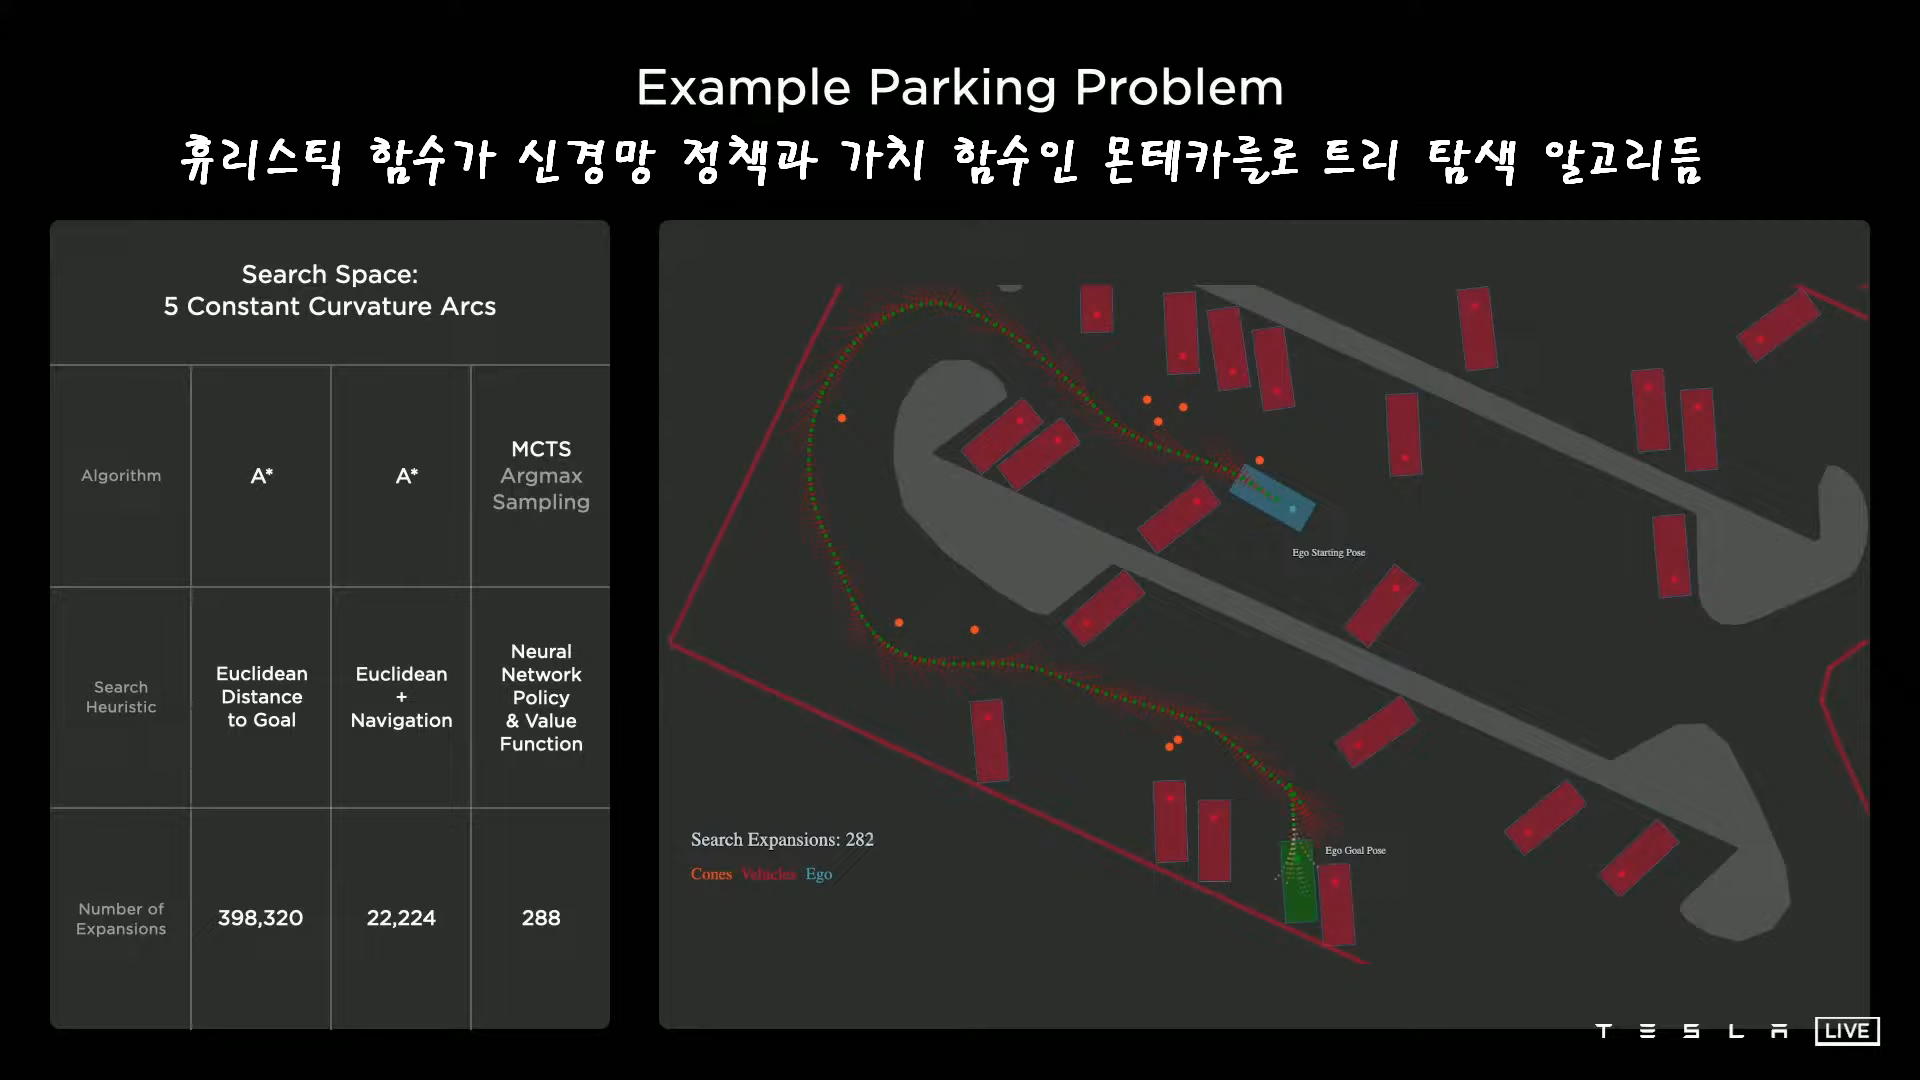 Example Parking Problem
휴리스틱 함수가 신경망 정책과 가치 함수인 몬테카를로 트리 탐색 알고리듬
Search Space:
5 Constant Curvature Arcs
Algorithm
A*
A*
MCTS
Argmax
Sampling
Search
Heuristic
Euclidean
Distance
to Goal
Euclidean
+
Navigation
Neural
Network
Policy
& Value
Function
Number of
Expansions
398,320
22,224
288
Ego Starting Pose
Search Expansions: 282
Cones Vehicles Ego
Ego Goal Pose
TESLA LIVE